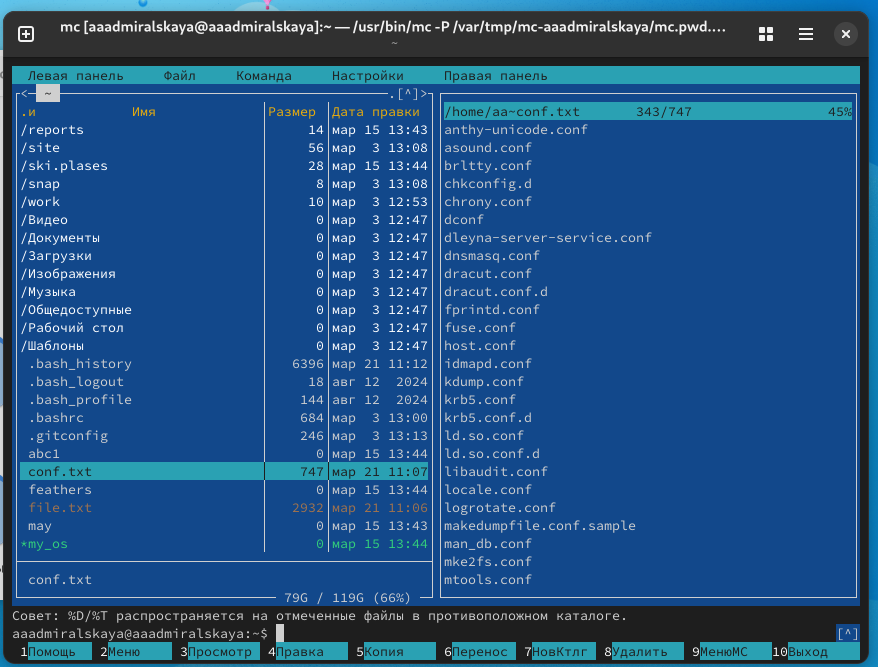 mc [aaadmiralskaya@aaadmiralskaya]:~ — /usr/bin/mc -P /var/tmp/mc-aaadmiralskaya/mc.pwd.…
~
Левая панель Файл Команда Настройки Правая панель
<─ ~ .[^]>
.и Имя Размер Дата правки
/reports 14 мар 15 13:43
/site 56 мар 3 13:08
/ski.plases 28 мар 15 13:44
/snap 8 мар 3 13:08
/work 10 мар 3 12:53
/Видео 0 мар 3 12:47
/Документы 0 мар 3 12:47
/Загрузки 0 мар 3 12:47
/Изображения 0 мар 3 12:47
/Музыка 0 мар 3 12:47
/Общедоступные 0 мар 3 12:47
/Рабочий стол 0 мар 3 12:47
/Шаблоны 0 мар 3 12:47
.bash_history 6396 мар 21 11:12
.bash_logout 18 авг 12 2024
.bash_profile 144 авг 12 2024
.bashrc 684 мар 3 13:00
.gitconfig 246 мар 3 13:13
abc1 0 мар 15 13:44
conf.txt 747 мар 21 11:07
feathers 0 мар 15 13:44
file.txt 2932 мар 21 11:06
may 0 мар 15 13:43
*my_os 0 мар 15 13:44
conf.txt
79G / 119G (66%)
/home/aa~conf.txt 343/747 45%
anthy-unicode.conf
asound.conf
brltty.conf
chkconfig.d
chrony.conf
dconf
dleyna-server-service.conf
dnsmasq.conf
dracut.conf
dracut.conf.d
fprintd.conf
fuse.conf
host.conf
idmapd.conf
kdump.conf
krb5.conf
krb5.conf.d
ld.so.conf
ld.so.conf.d
libaudit.conf
locale.conf
logrotate.conf
makedumpfile.conf.sample
man_db.conf
mke2fs.conf
mtools.conf
Совет: %D/%T распространяется на отмеченные файлы в противоположном каталоге.
aaadmiralskaya@aaadmiralskaya:~$ [^]
1Помощь 2Меню 3Просмотр 4Правка 5Копия 6Перенос 7НовКтлг 8Удалить 9МенюМС 10Выход